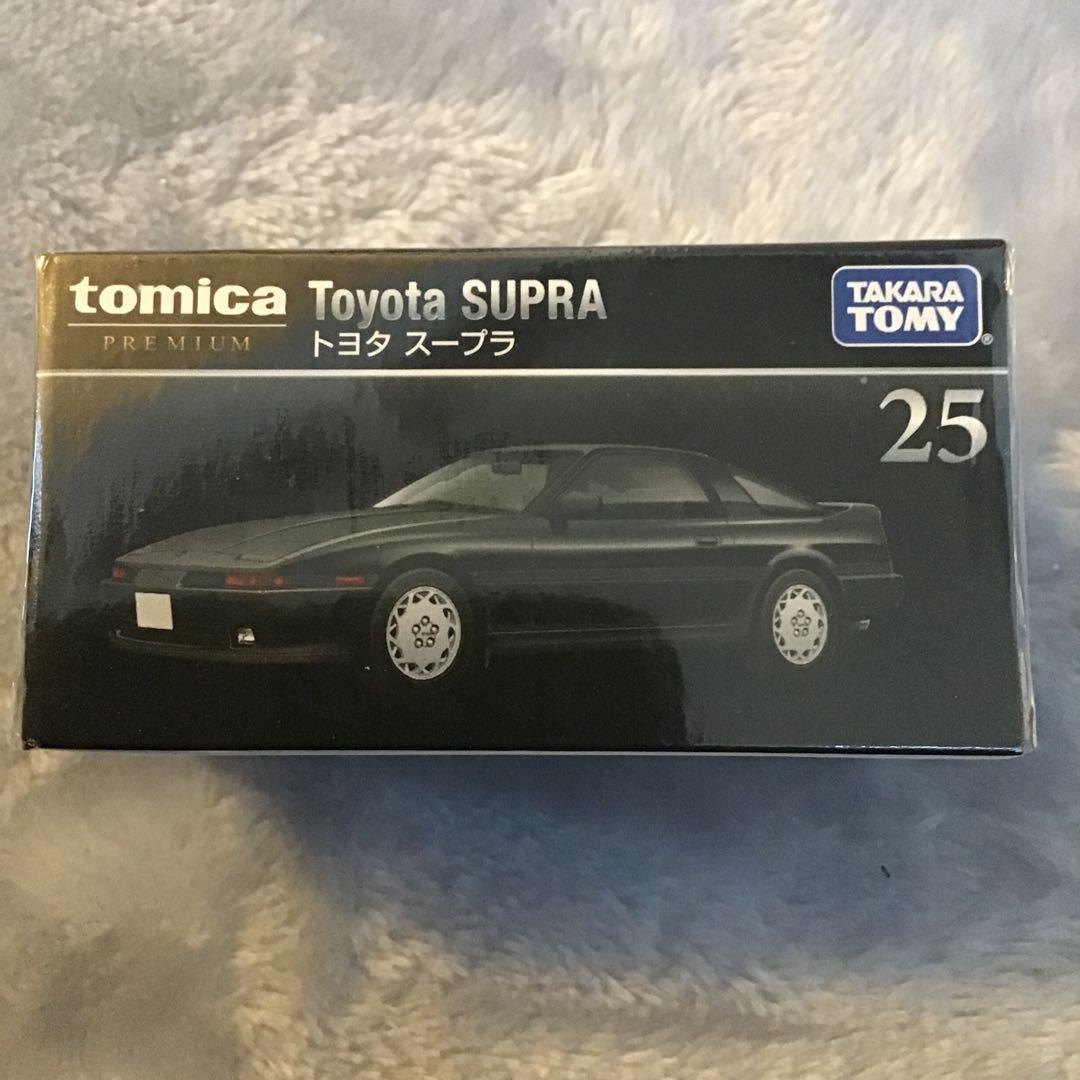 tomica
PREMIUM
Toyota SUPRA
トヨタ スープラ
TAKARA
TOMY
®
25